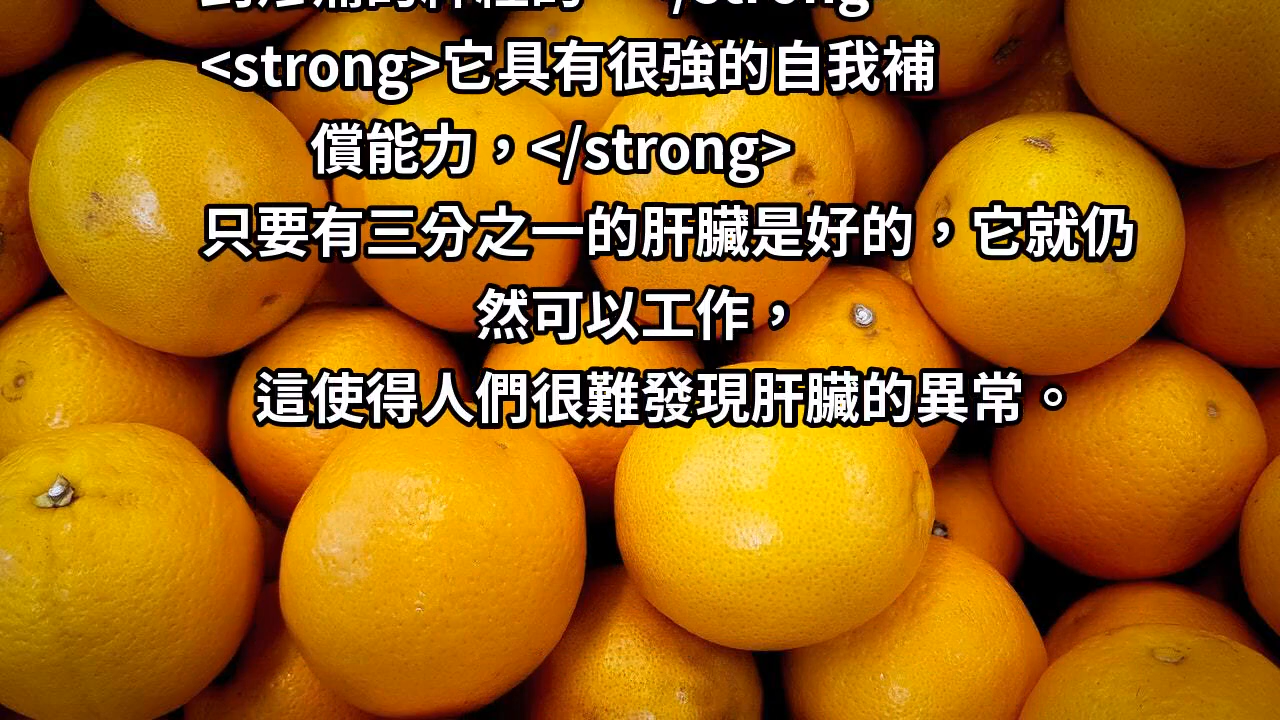 </strong>
<strong>它具有很強的自我補
償能力，</strong>
只要有三分之一的肝臟是好的，它就仍
然可以工作，
這使得人們很難發現肝臟的異常。